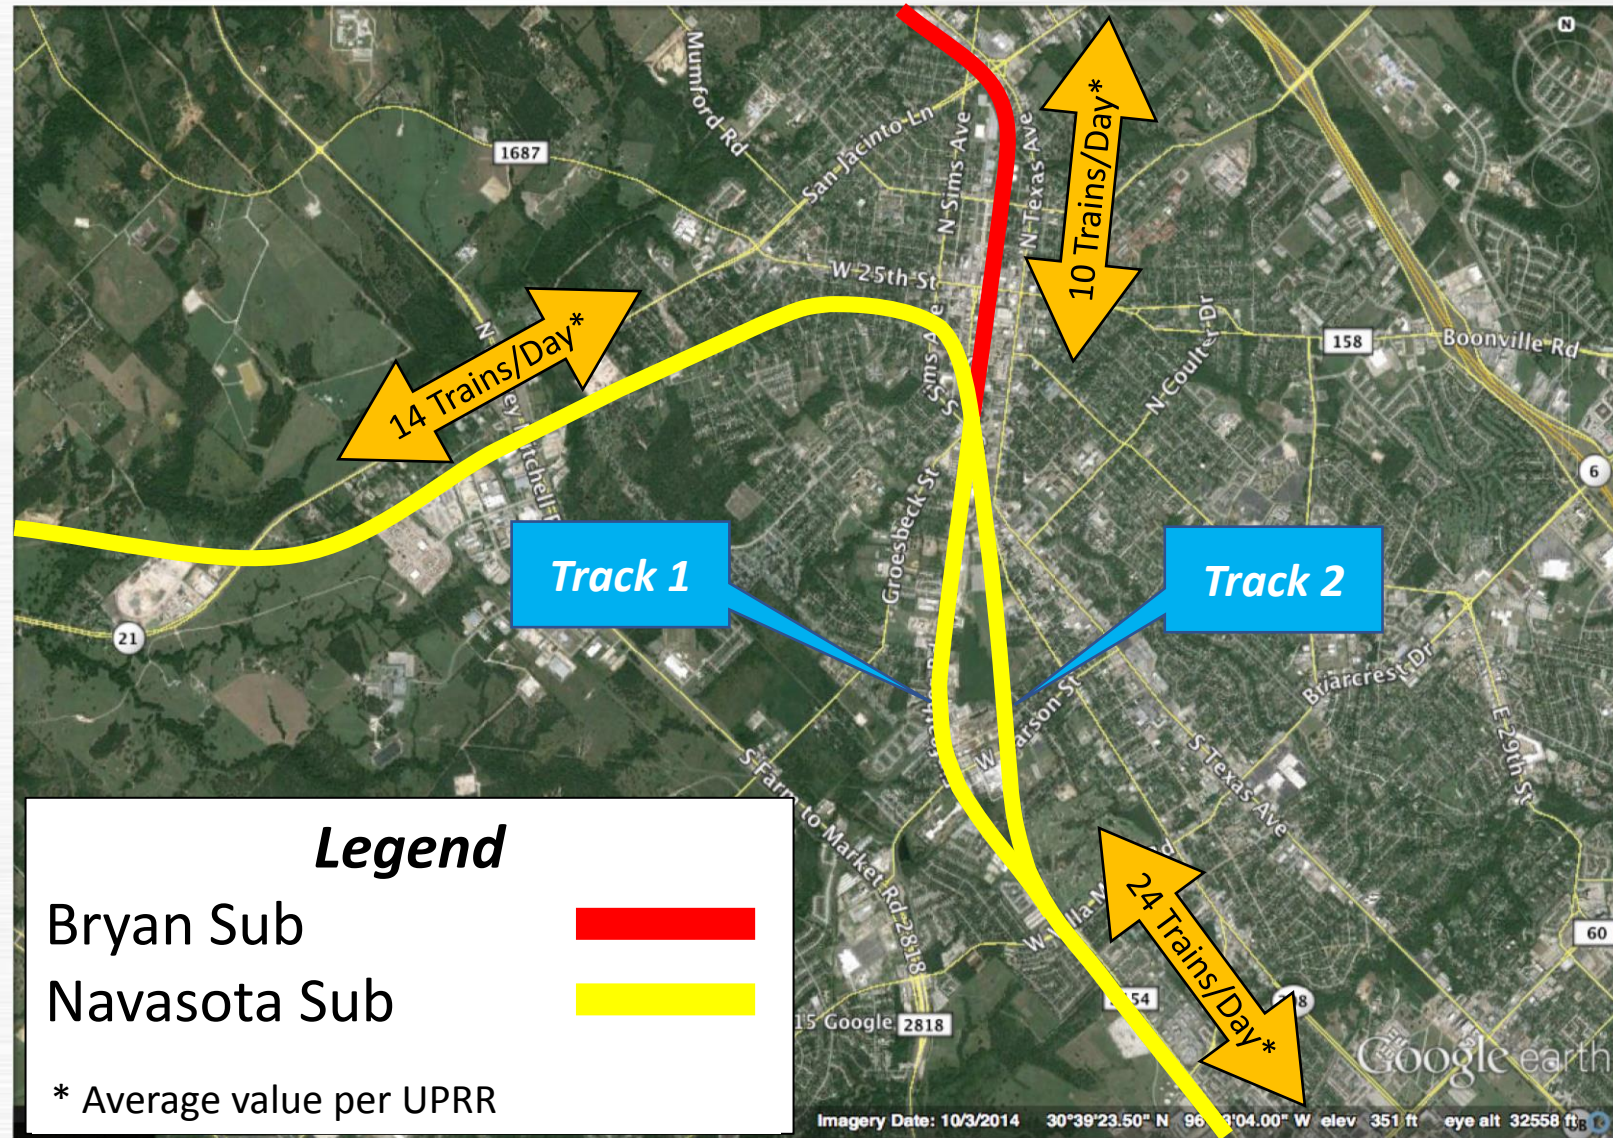 N
Mumford Rd
10 Trains/Day*
1687
San Jacinto Ln
N Sims Ave
N Texas Ave
W 25th St
14 Trains/Day*
158
Boonville Rd
N Coulter Dr
6
Groesbeck St
Track 1
Track 2
21
Briarcrest Dr
E 29th St
S Texas Ave
S Farm to Market Rd 2818
24 Trains/Day*
60
2818
Legend
Bryan Sub
Navasota Sub
* Average value per UPRR
Google earth
Imagery Date: 10/3/2014 30°39'23.50" N 04.00" W elev 351 ft eye alt 32558 ft